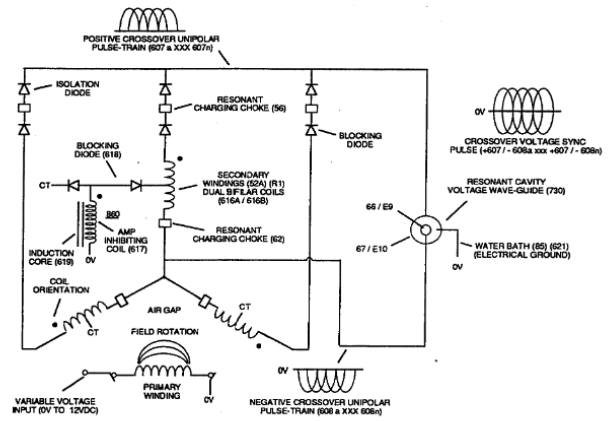 POSITIVE CROSSOVER UNIPOLAR
PULSE-TRAIN (607 a XXX 607n)
ISOLATION
DIODE
RESONANT
CHARGING CHOKE (56)
BLOCKING
DIODE
0V
CROSSOVER VOLTAGE SYNC
PULSE (+607 / - 608a xxx +607 / - 608n)
BLOCKING
DIODE (618)
CT
SECONDARY
WINDINGS (52A) (R1)
DUAL BIFILAR COILS
(616A / 616B)
860
AMP
INHIBITING
COIL (617)
INDUCTION
CORE (619)
0V
RESONANT
CHARGING CHOKE (62)
RESONANT CAVITY
VOLTAGE WAVE-GUIDE (730)
66 / E9
67 / E10
WATER BATH (85) (621)
(ELECTRICAL GROUND)
0V
COIL
ORIENTATION
CT
AIR GAP
CT
FIELD ROTATION
VARIABLE VOLTAGE
INPUT (0V TO 12VDC)
PRIMARY
WINDING
0V
0V
NEGATIVE CROSSOVER UNIPOLAR
PULSE-TRAIN (608 a XXX 608n)